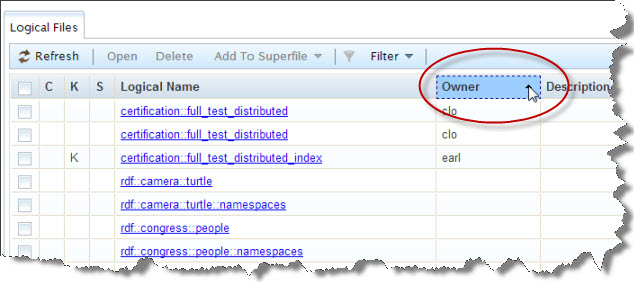 Logical Files
Refresh Open Delete Add To Superfile Filter
C K S Logical Name Owner Description
certification::full_test_distributed clo
certification::full_test_distributed clo
K certification::full_test_distributed_index earl
rdf::camera::turtle
rdf::camera::turtle::namespaces
rdf::congress::people
rdf::congress::people::namespaces